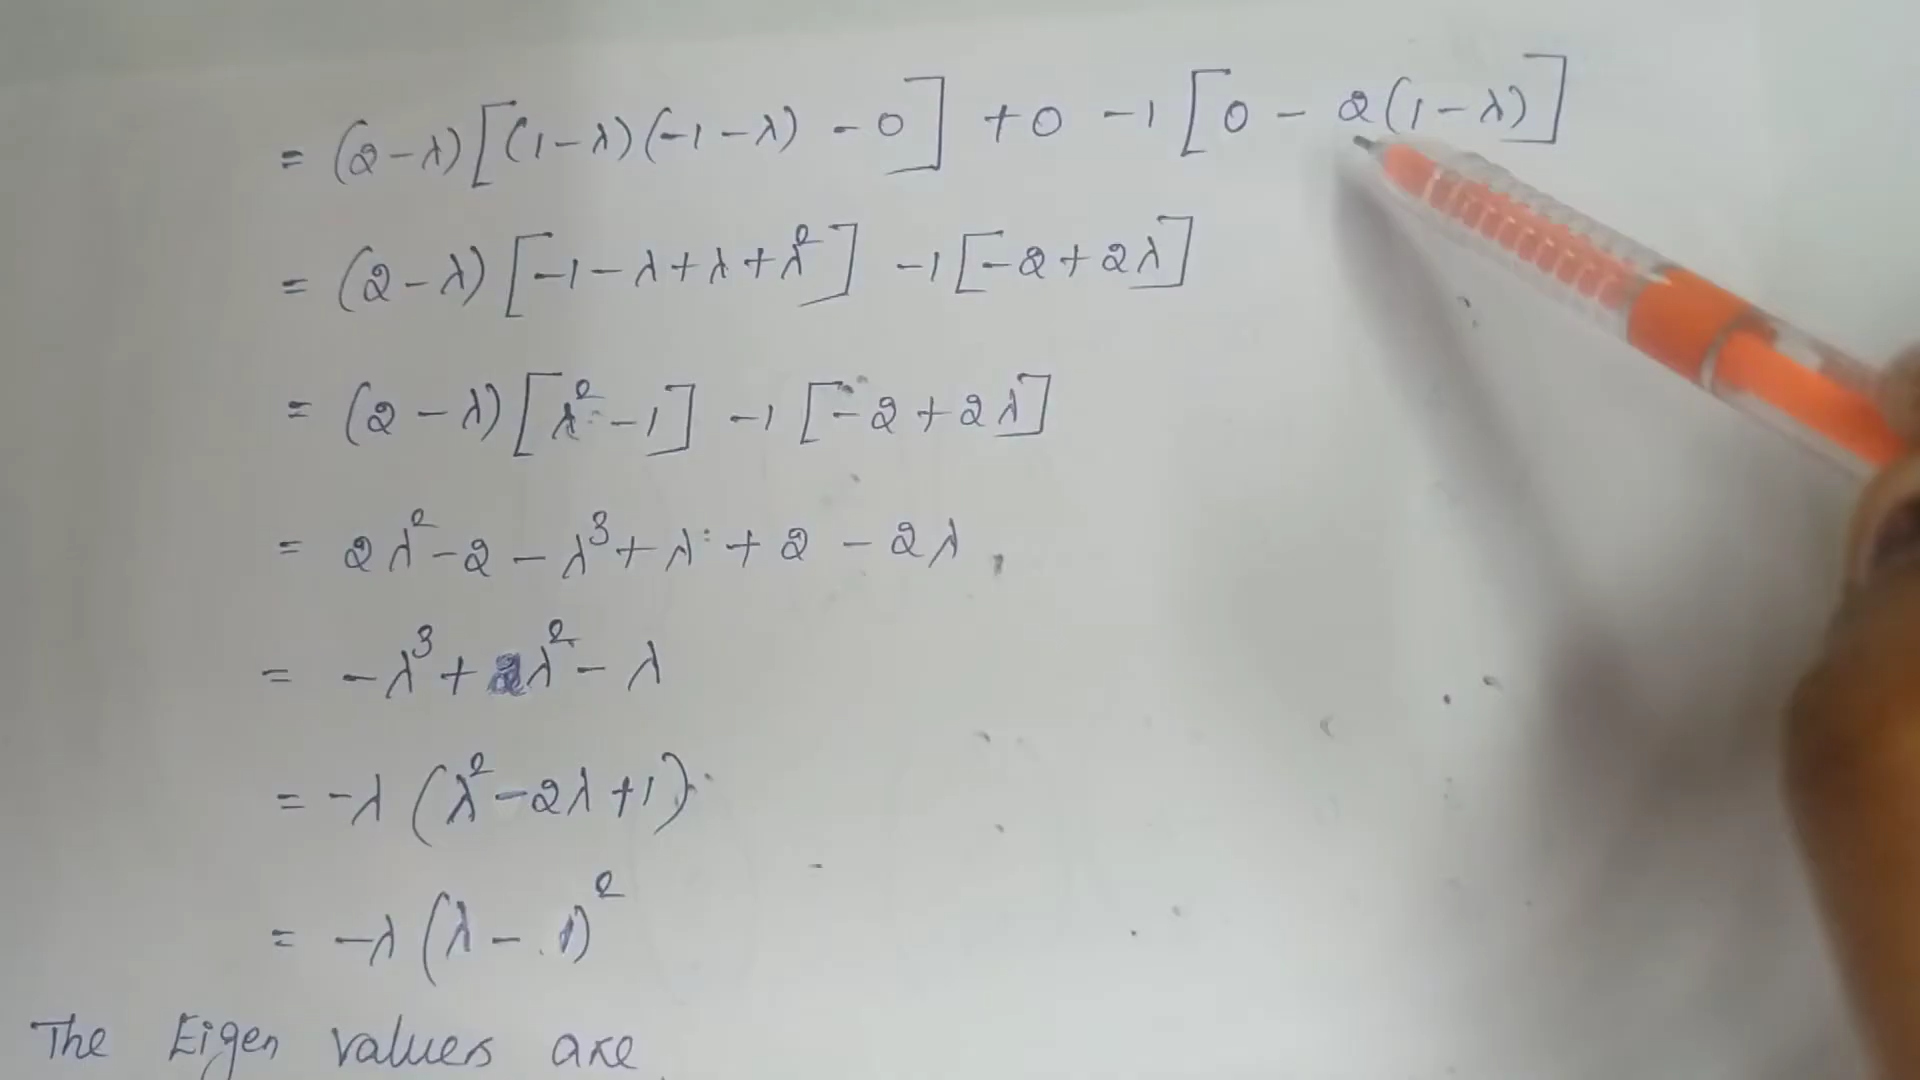 = (2-λ)[(1-λ)(-1-λ) - 0] + 0 - 1[0 - 2(1-λ)]
= (2-λ)[-1-λ+λ+λ²] -1[-2+2λ]
= (2-λ)[λ²-1] -1[-2+2λ]
= 2λ²-2-λ³+λ+2-2λ
= -λ³+2λ²-λ
= -λ(λ²-2λ+1)
= -λ(λ-1)²
The Eigen values are